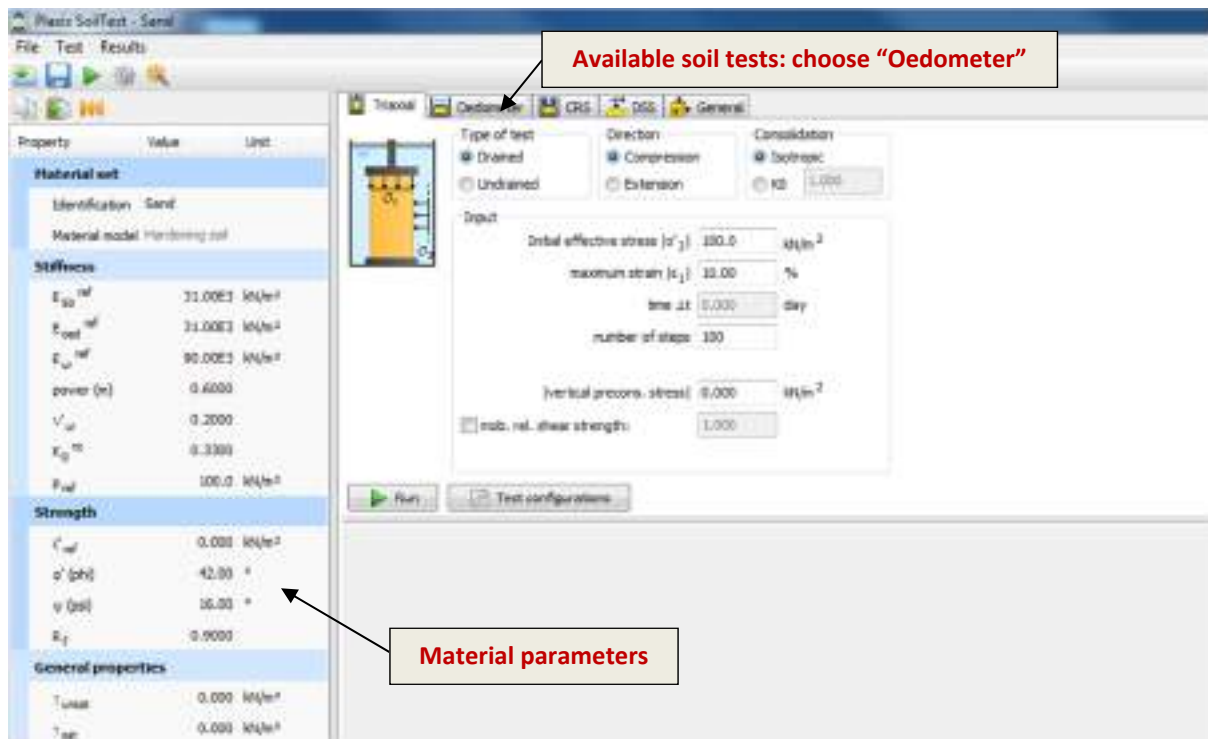 Plaxis SoilTest - Sand
File Test Results
Available soil tests: choose “Oedometer”
Triaxial Oedometer CRS DSS General
Property Value Unit
Material set
Identification Sand
Material model Hardening soil
Stiffness
E50 ref 31.00E3 kN/m²
Eoed ref 31.00E3 kN/m²
Eur ref 90.00E3 kN/m²
power (m) 0.6000
ν'ur 0.2000
K0 nc 0.3300
Pref 100.0 kN/m²
Strength
c'ref 0.000 kN/m²
φ' (phi) 42.00 °
ψ (psi) 16.00 °
Rf 0.9000
General properties
γunsat 0.000 kN/m³
γsat 0.000 kN/m³
Type of test
Drained
Undrained
Direction
Compression
Extension
Consolidation
Isotropic
K0 1.000
Input
Initial effective stress |σ'3| 100.0 kN/m²
maximum strain |ε1| 10.00 %
time Δt 0.000 day
number of steps 100
|vertical precons. stress| 0.000 kN/m²
mob. rel. shear strength: 1.000
Run Test configurations
Material parameters